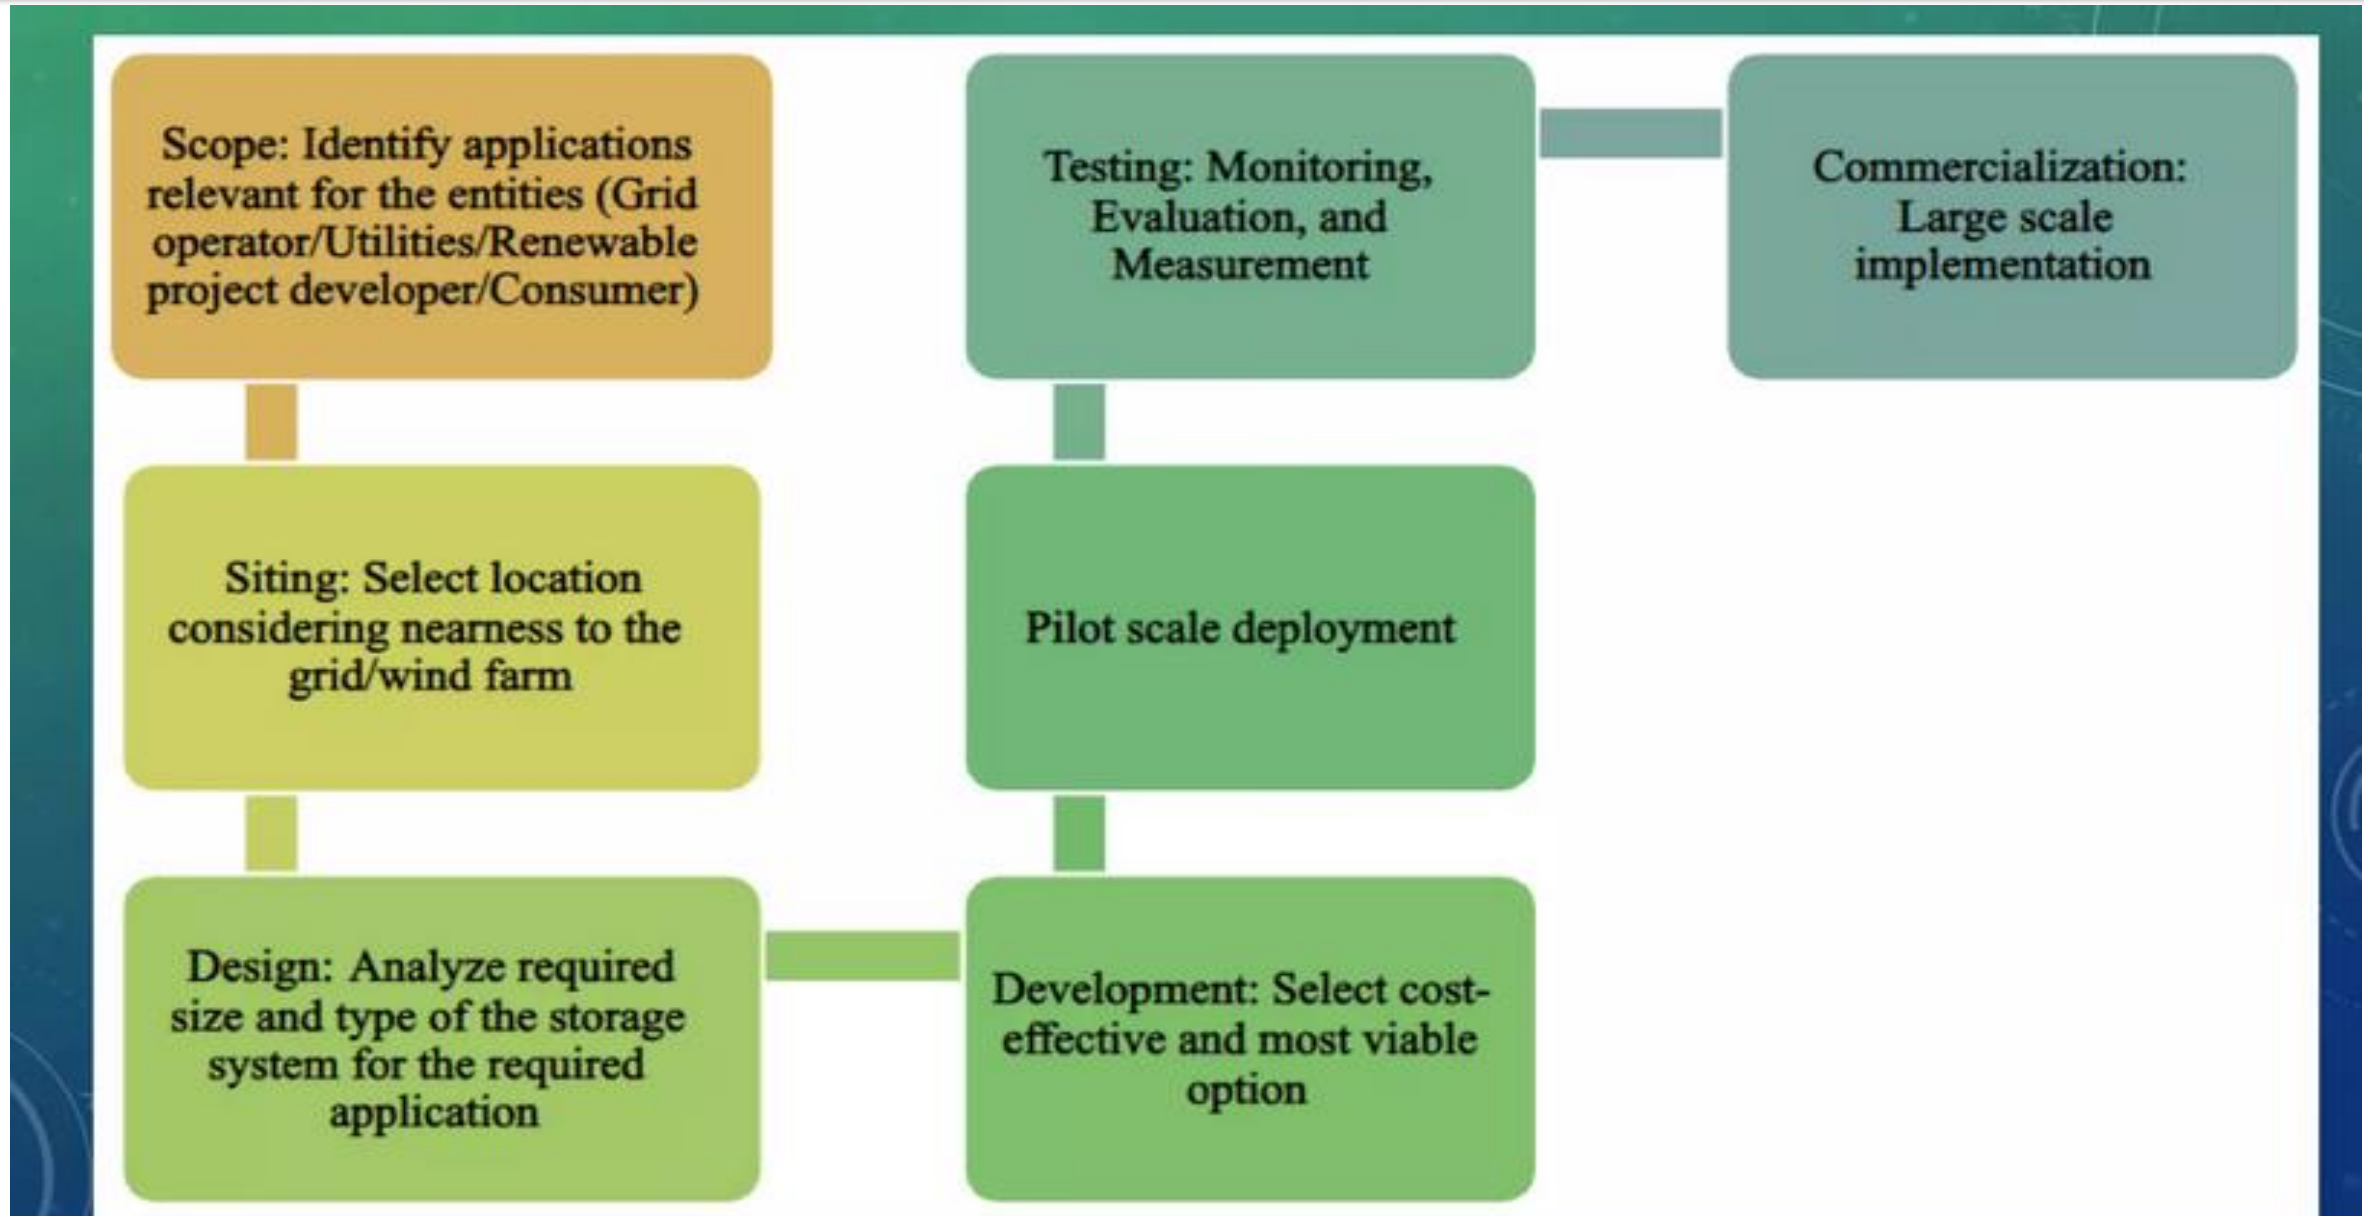 Scope: Identify applications
relevant for the entities (Grid
operator/Utilities/Renewable
project developer/Consumer)
Siting: Select location
considering nearness to the
grid/wind farm
Design: Analyze required
size and type of the storage
system for the required
application
Development: Select cost-
effective and most viable
option
Pilot scale deployment
Testing: Monitoring,
Evaluation, and
Measurement
Commercialization:
Large scale
implementation